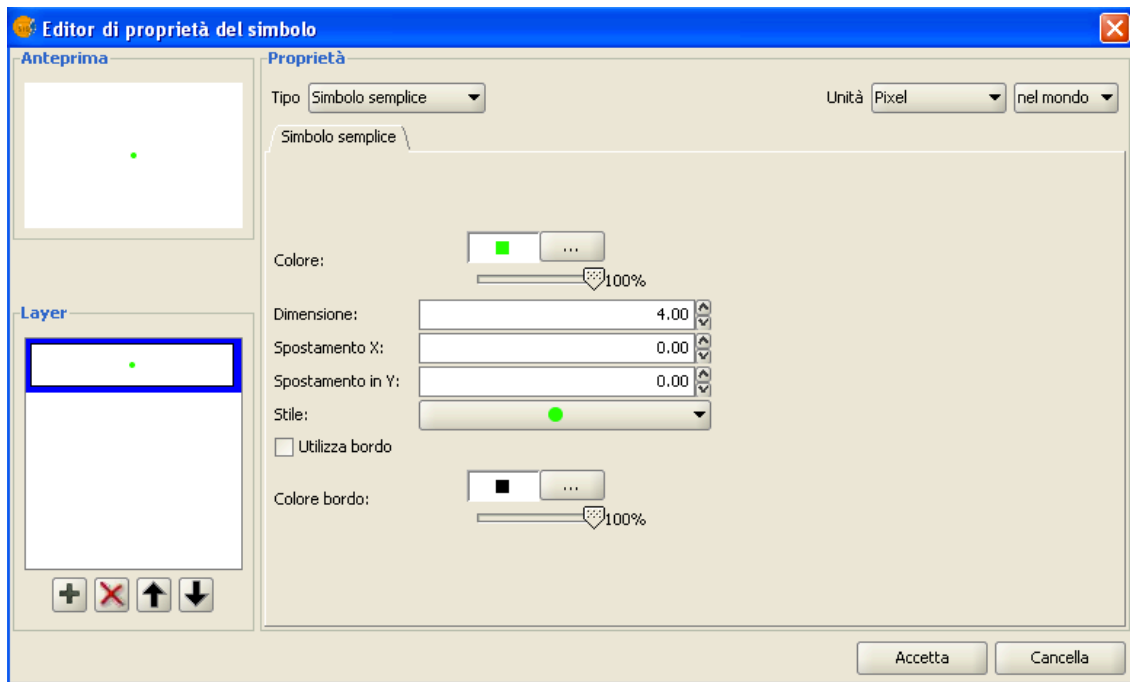 Editor di proprietà del simbolo
Anteprima
Proprietà
Tipo Simbolo semplice
Unità Pixel nel mondo
Simbolo semplice
Colore: ...
100%
Dimensione: 4.00
Spostamento X: 0.00
Spostamento in Y: 0.00
Stile:
Utilizza bordo
Colore bordo: ...
100%
Layer
Accetta Cancella